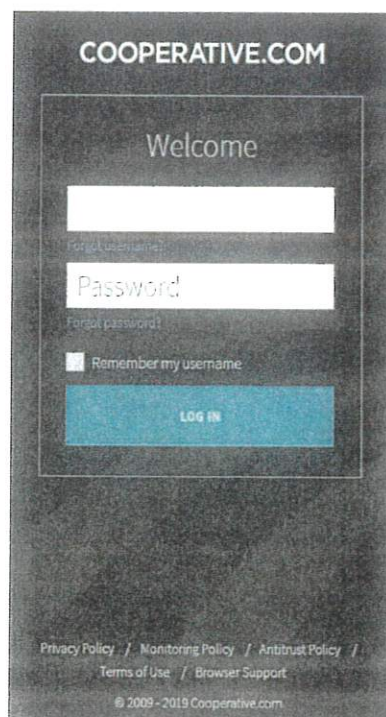 COOPERATIVE.COM
Welcome
Forgot username?
Password
Forgot password?
Remember my username
LOG IN
Privacy Policy / Monitoring Policy / Antitrust Policy /
Terms of Use / Browser Support
© 2009 - 2019 Cooperative.com